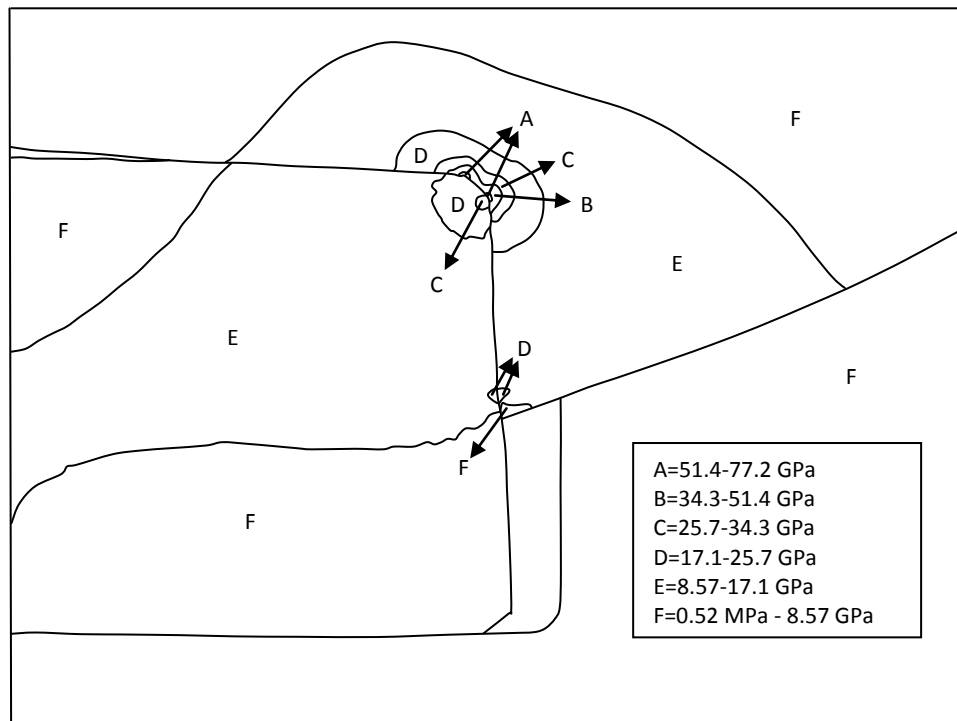 A
F
D
C
D
B
F
E
C
E
D
F
F
F
A=51.4-77.2 GPa
B=34.3-51.4 GPa
C=25.7-34.3 GPa
D=17.1-25.7 GPa
E=8.57-17.1 GPa
F=0.52 MPa - 8.57 GPa